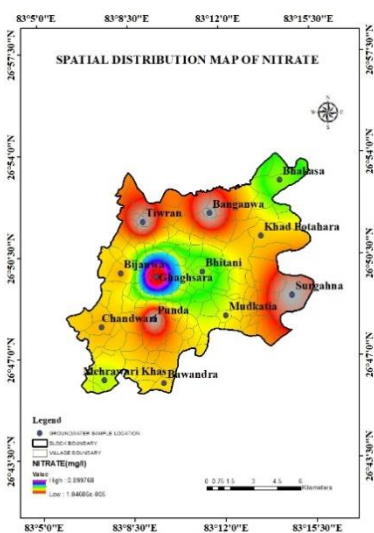 83°5'0"E 83°8'30"E 83°12'0"E 83°15'30"E
26°57'30"N
26°57'30"N
SPATIAL DISTRIBUTION MAP OF NITRATE
N
W E
S
26°54'0"N
26°54'0"N
Bhakasa
Banganwa
Tiwran
Khad Potahara
26°50'30"N
26°50'30"N
Bhitani
Bijanwa
Ghaghsara
Surgahna
Mudkatia
Punda
Chandwari
26°47'0"N
26°47'0"N
Mehrawari Khas
Bawandra
Legend
GROUNDWATER SAMPLE LOCATION
BLOCK BOUNDARY
VILLAGE BOUNDARY
NITRATE(mg/l)
Value
High : 0.899768
Low : 1.84686e-005
26°43'30"N
26°43'30"N
0 0.75 1.5 3 4.5 6
Kilometers
83°5'0"E 83°8'30"E 83°12'0"E 83°15'30"E